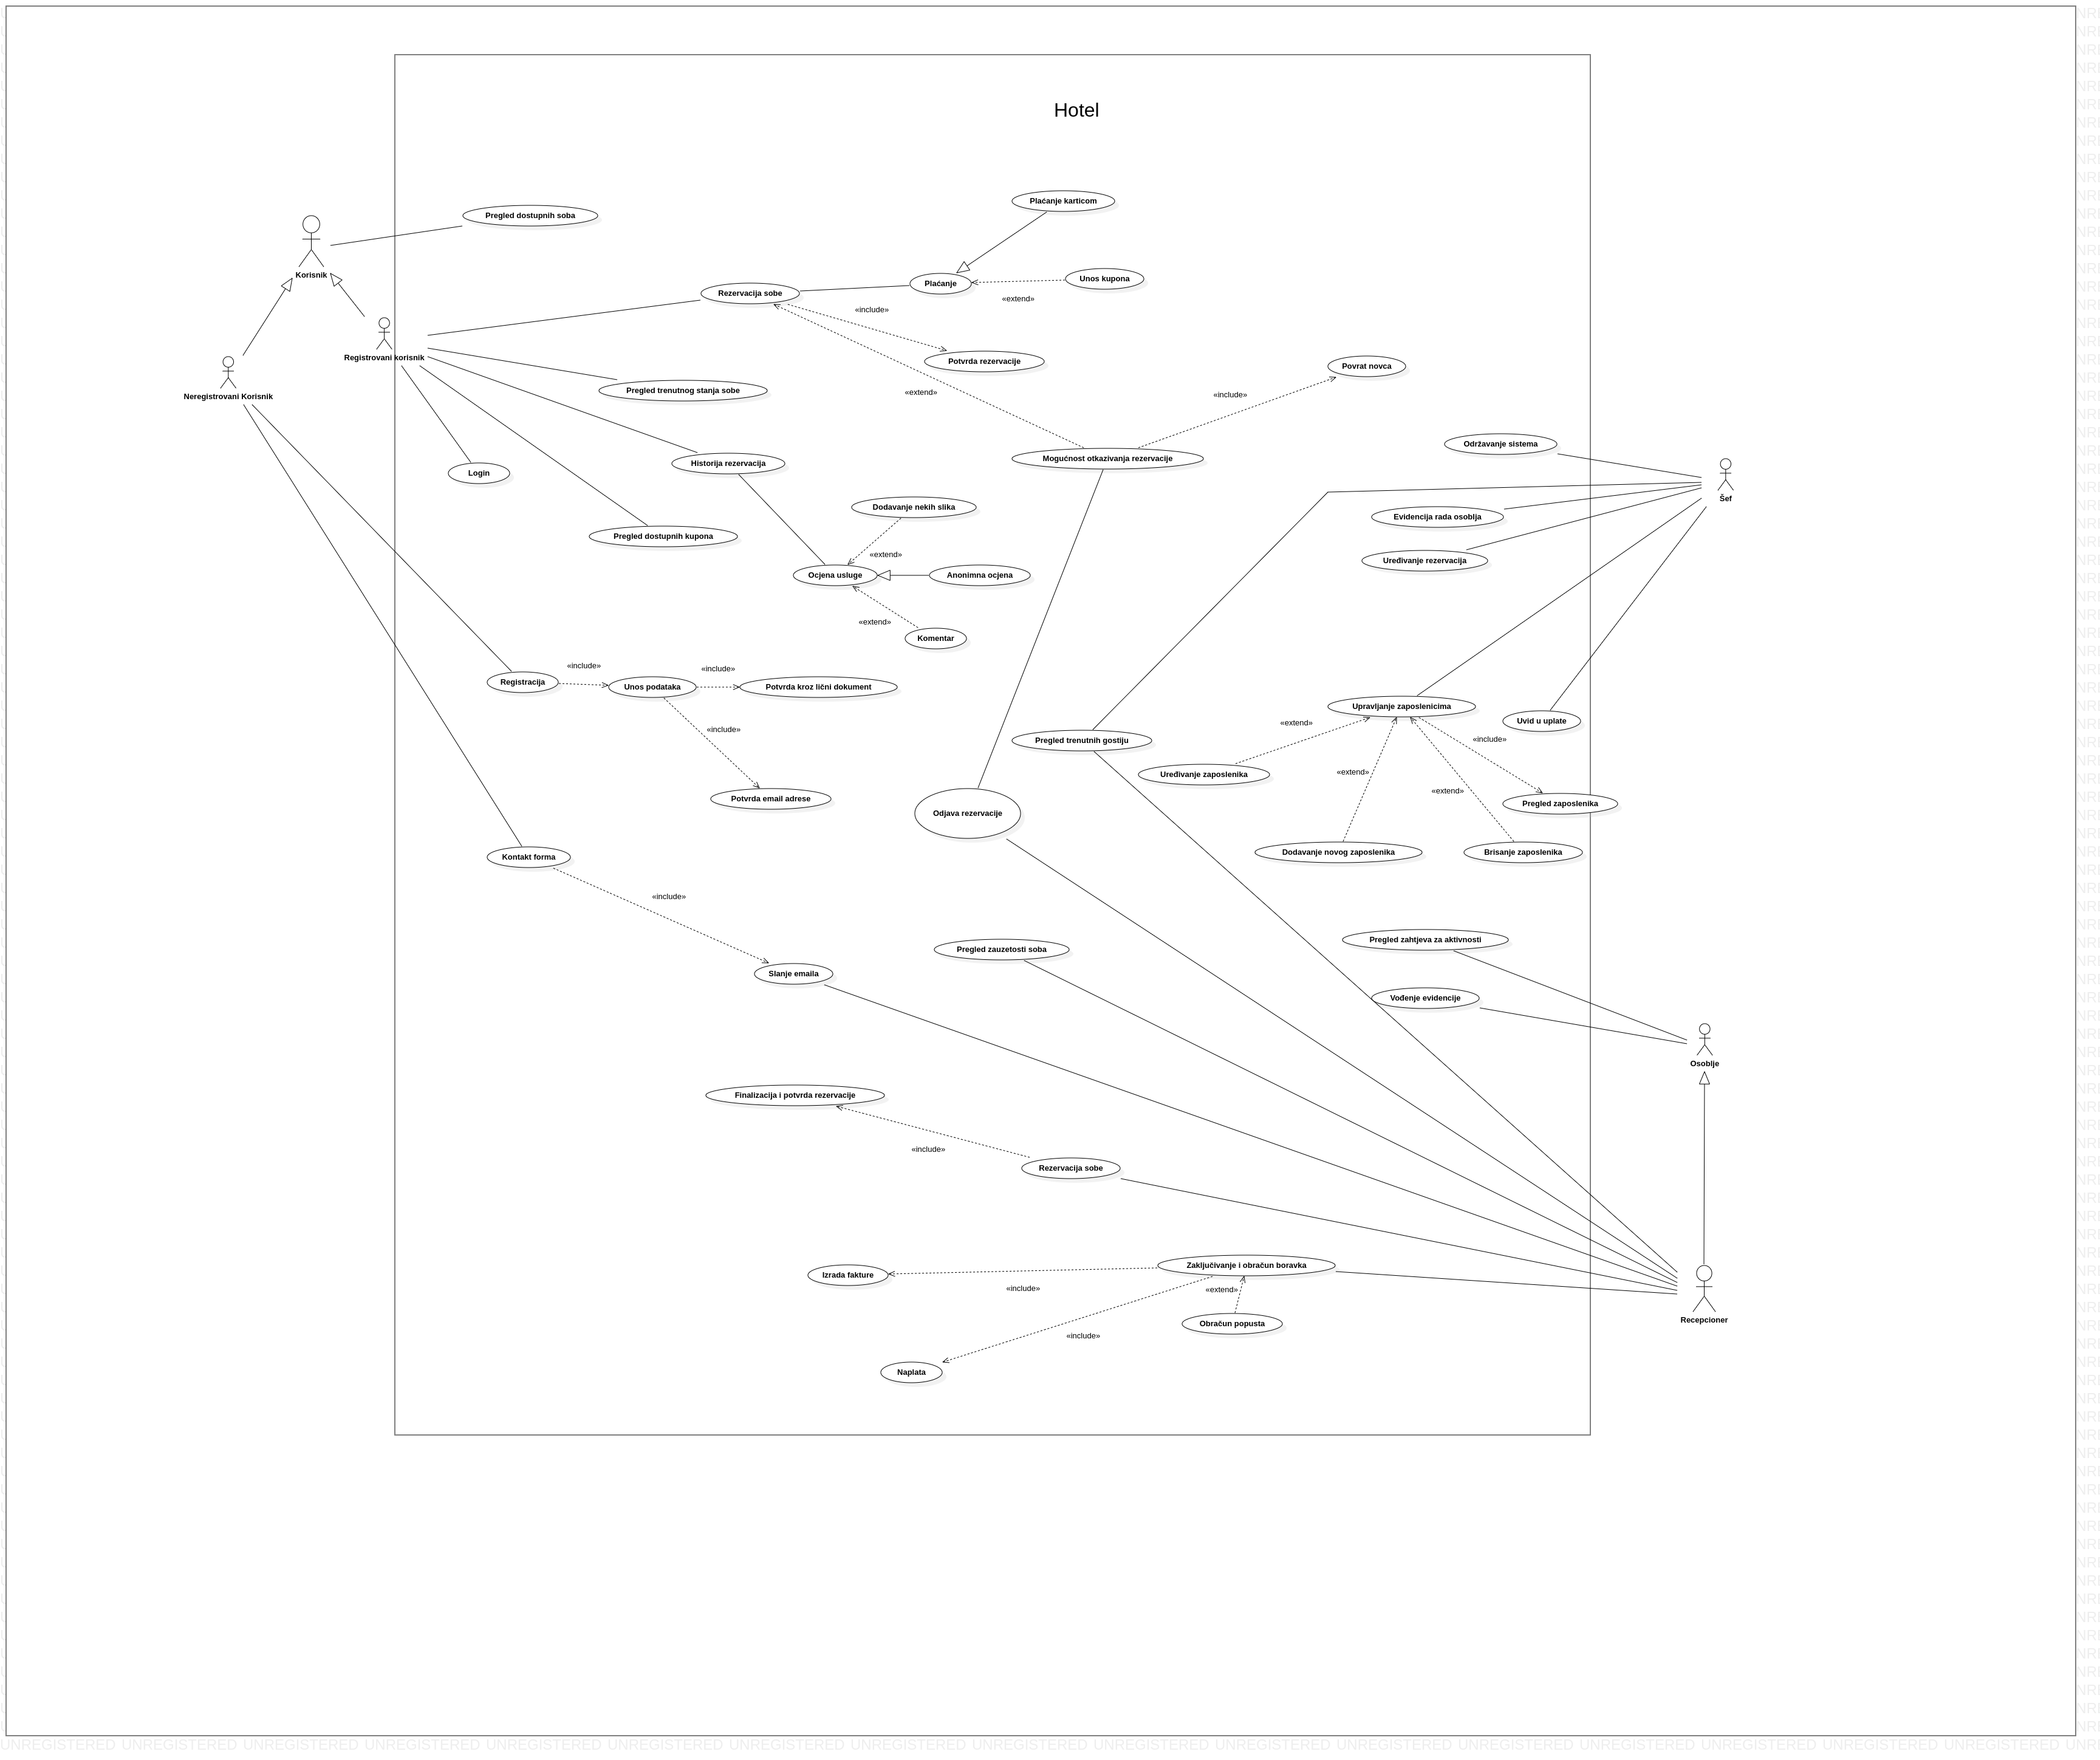 Hotel
Plaćanje karticom
Pregled dostupnih soba
Korisnik
Unos kupona
Plaćanje
Rezervacija sobe
«extend»
«include»
Registrovani korisnik
Potvrda rezervacije
Povrat novca
Pregled trenutnog stanja sobe
«extend»
«include»
Neregistrovani Korisnik
Održavanje sistema
Mogućnost otkazivanja rezervacije
Historija rezervacija
Login
Šef
Dodavanje nekih slika
Evidencija rada osoblja
Pregled dostupnih kupona
«extend»
Uređivanje rezervacija
Ocjena usluge
Anonimna ocjena
«extend»
Komentar
«include»
«include»
Registracija
Unos podataka
Potvrda kroz lični dokument
Upravljanje zaposlenicima
«extend»
Uvid u uplate
«include»
Pregled trenutnih gostiju
«include»
Uređivanje zaposlenika
«extend»
«extend»
Potvrda email adrese
Pregled zaposlenika
Odjava rezervacije
Dodavanje novog zaposlenika
Brisanje zaposlenika
Kontakt forma
«include»
Pregled zahtjeva za aktivnosti
Pregled zauzetosti soba
Slanje emaila
Vođenje evidencije
Osoblje
Finalizacija i potvrda rezervacije
«include»
Rezervacija sobe
Zaključivanje i obračun boravka
Izrada fakture
«include»
«extend»
Obračun popusta
Recepcioner
«include»
Naplata
UNREGISTERED UNREGISTERED UNREGISTERED UNREGISTERED UNREGISTERED UNREGISTERED UNREGISTERED UNREGISTERED UNREGISTERED UNREGISTERED UNREGISTERED UNREGISTERED UNREGISTERED UNREGISTERED UNREGISTERED UNREGISTERED UNREGISTERED